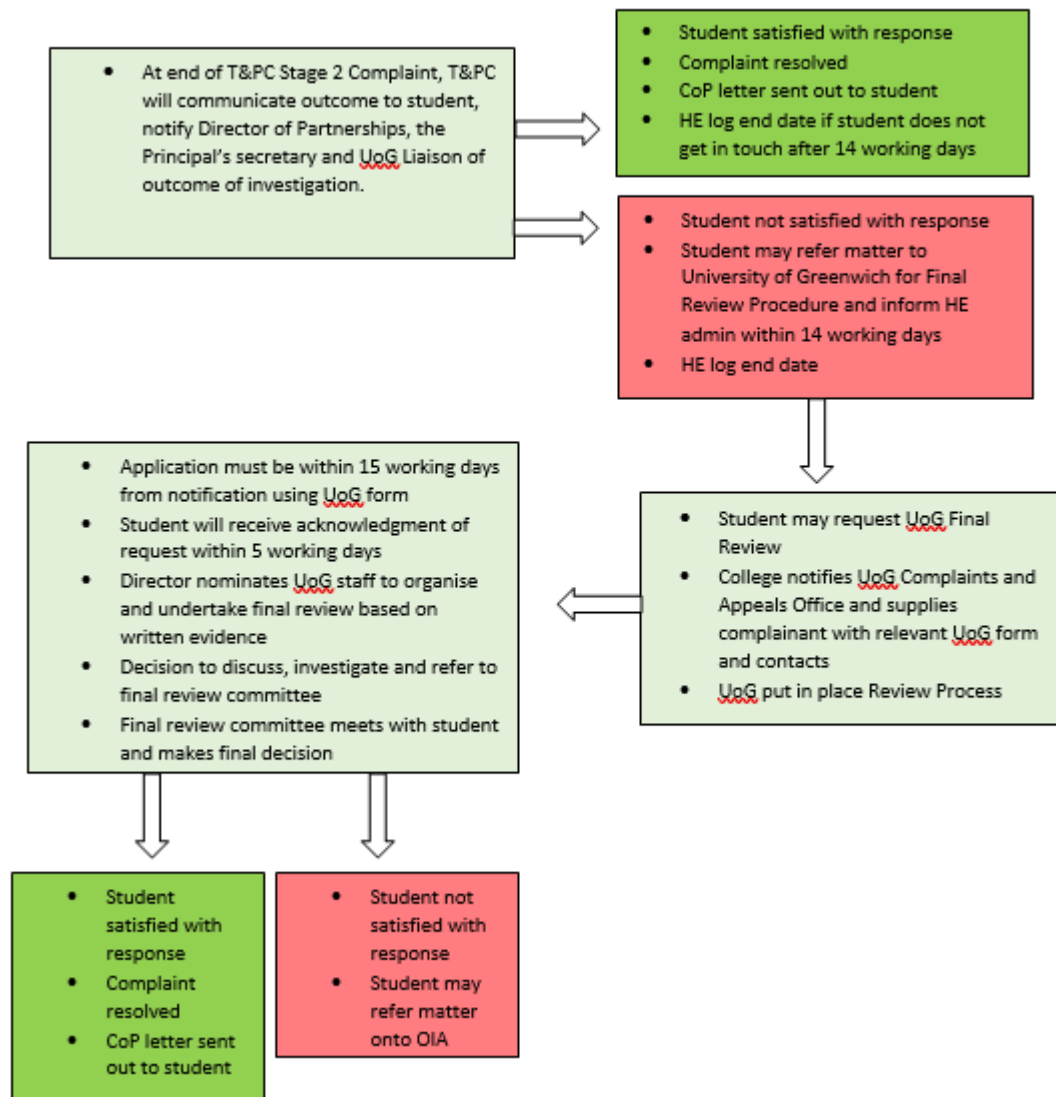 • At end of T&PC Stage 2 Complaint, T&PC
will communicate outcome to student,
notify Director of Partnerships, the
Principal's secretary and UoG Liaison of
outcome of investigation.
• Student satisfied with response
• Complaint resolved
• CoP letter sent out to student
• HE log end date if student does not
get in touch after 14 working days
• Student not satisfied with response
• Student may refer matter to
University of Greenwich for Final
Review Procedure and inform HE
admin within 14 working days
• HE log end date
• Student may request UoG Final
Review
• College notifies UoG Complaints and
Appeals Office and supplies
complainant with relevant UoG form
and contacts
• UoG put in place Review Process
• Application must be within 15 working days
from notification using UoG form
• Student will receive acknowledgment of
request within 5 working days
• Director nominates UoG staff to organise
and undertake final review based on
written evidence
• Decision to discuss, investigate and refer to
final review committee
• Final review committee meets with student
and makes final decision
• Student
satisfied with
response
• Complaint
resolved
• CoP letter sent
out to student
• Student not
satisfied with
response
• Student may
refer matter
onto OIA